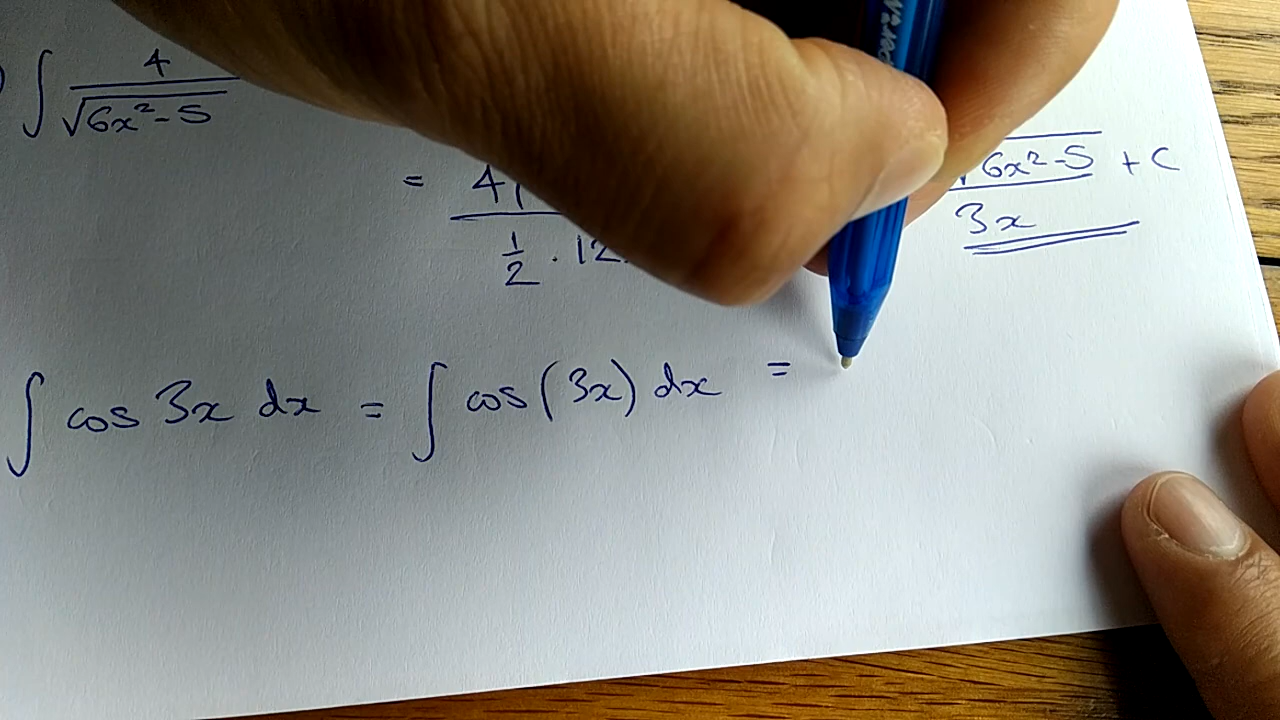 ) ∫ 4 / √(6x² - 5)
= 4 / (1/2 · 12 √(6x² - 5) / 3x + C
∫ cos 3x dx = ∫ cos (3x) dx =